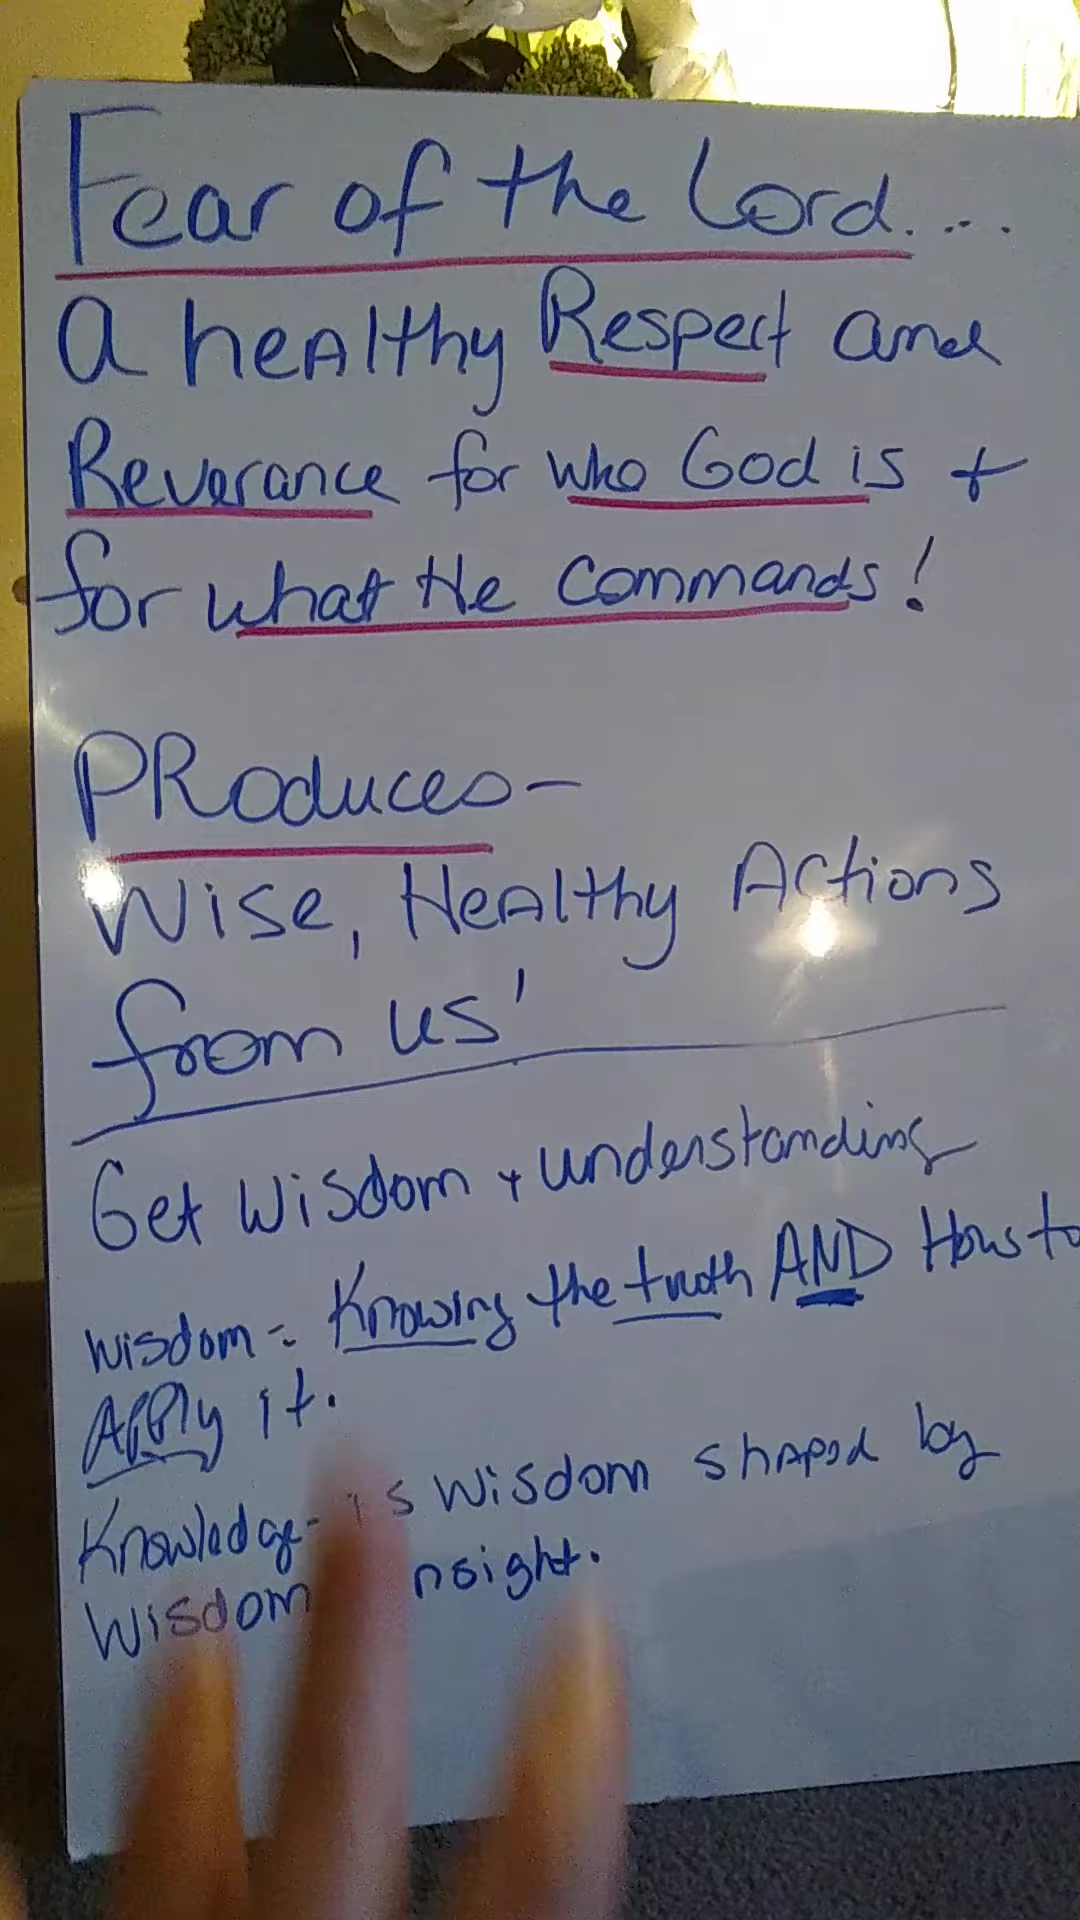 Fear of the Lord....
a healthy Respect and
Reverance for who God is +
for what He Commands!
PRoduces-
Wise, Healthy Actions
from us'
Get Wisdom + understanding
Wisdom = Knowing the truth AND How to
Apply it.
Knowledge- is Wisdom shaped by
Wisdom nsight.